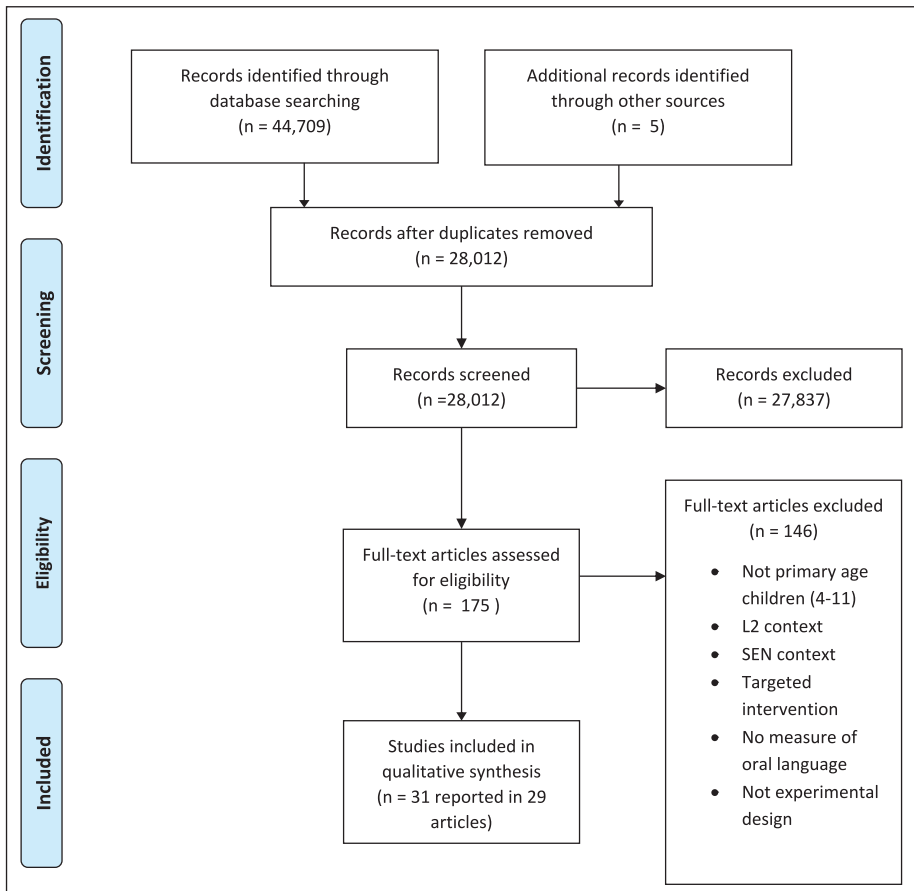 Identification
Records identified through
database searching
(n = 44,709)
Additional records identified
through other sources
(n = 5)
Records after duplicates removed
(n = 28,012)
Screening
Records screened
(n =28,012)
Records excluded
(n = 27,837)
Eligibility
Full-text articles assessed
for eligibility
(n = 175 )
Full-text articles excluded
(n = 146)
• Not primary age
children (4-11)
• L2 context
• SEN context
• Targeted
intervention
• No measure of
oral language
• Not experimental
design
Included
Studies included in
qualitative synthesis
(n = 31 reported in 29
articles)